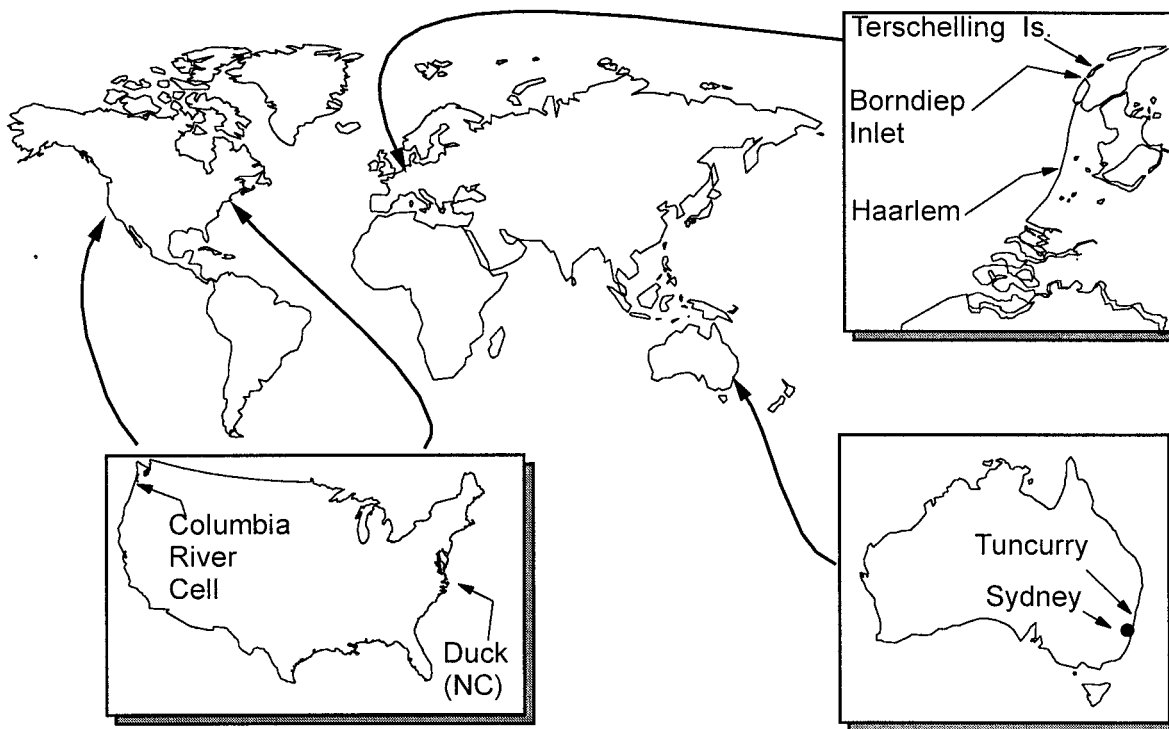 Terschelling Is.
Borndiep
Inlet
Haarlem
Columbia
River
Cell
Duck
(NC)
Tuncurry
Sydney